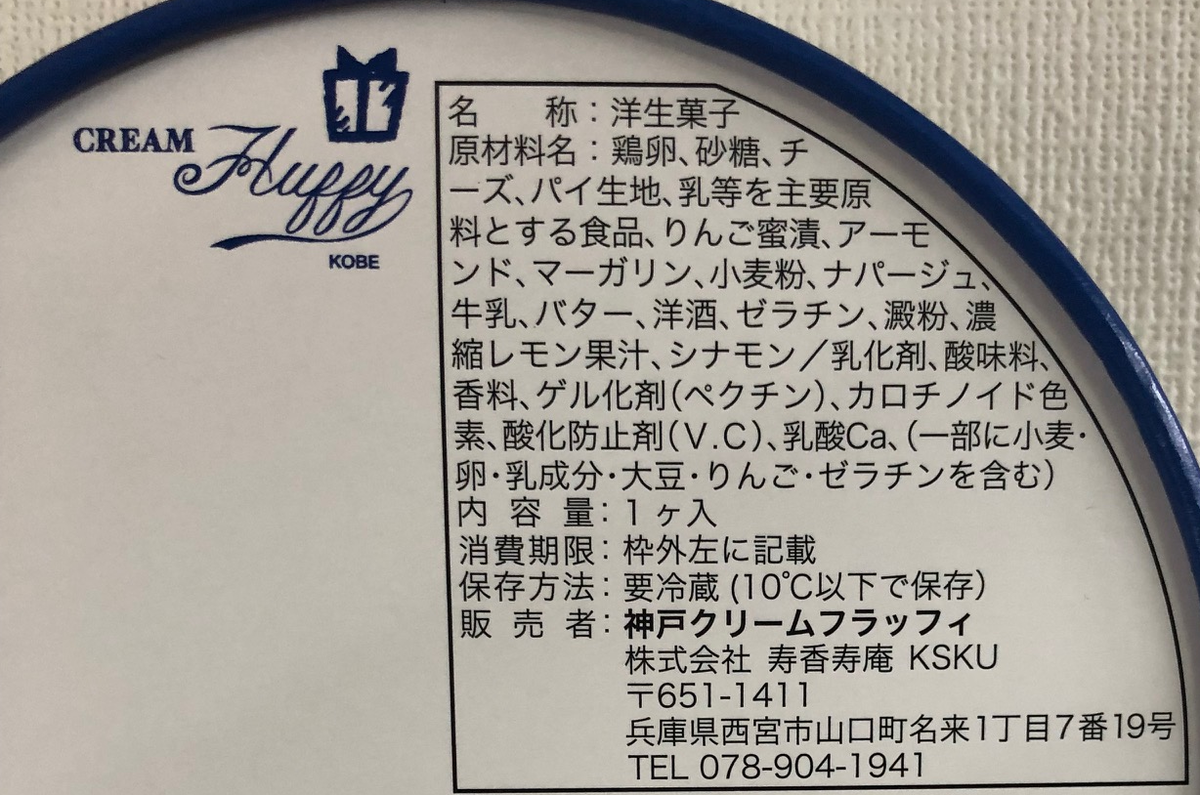 CREAM
Fluffy
KOBE
名 称：洋生菓子
原材料名：鶏卵、砂糖、チ
ーズ、パイ生地、乳等を主要原
料とする食品、りんご蜜漬、アーモ
ンド、マーガリン、小麦粉、ナパージュ、
牛乳、バター、洋酒、ゼラチン、澱粉、濃
縮レモン果汁、シナモン／乳化剤、酸味料、
香料、ゲル化剤(ペクチン)、カロチノイド色
素、酸化防止剤(V.C)、乳酸Ca、(一部に小麦・
卵・乳成分・大豆・りんご・ゼラチンを含む)
内 容 量：1ヶ入
消費期限：枠外左に記載
保存方法：要冷蔵 (10℃以下で保存)
販 売 者：神戸クリームフラッフィ
株式会社 寿香寿庵 KSKU
〒651-1411
兵庫県西宮市山口町名来1丁目7番19号
TEL 078-904-1941